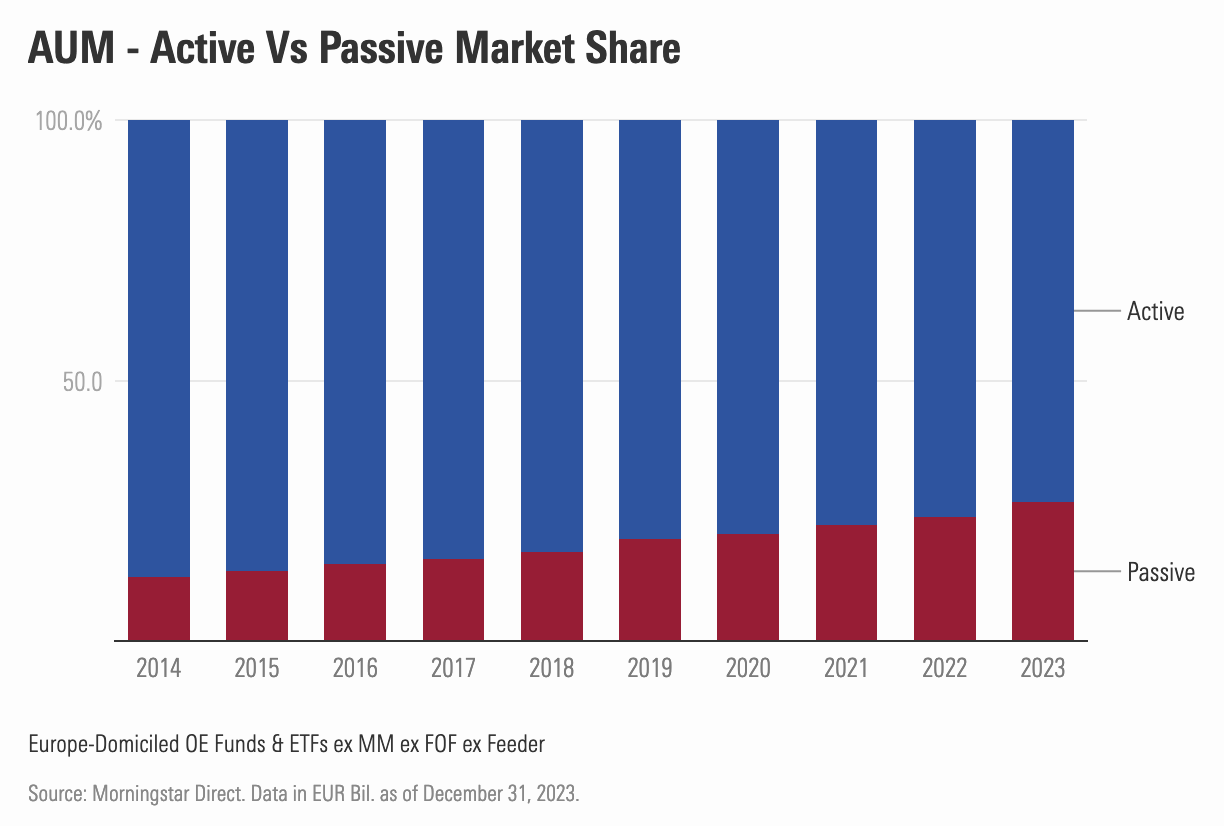 AUM - Active Vs Passive Market Share
100.0%
50.0
Active
Passive
2014 2015 2016 2017 2018 2019 2020 2021 2022 2023
Europe-Domiciled OE Funds & ETFs ex MM ex FOF ex Feeder
Source: Morningstar Direct. Data in EUR Bil. as of December 31, 2023.